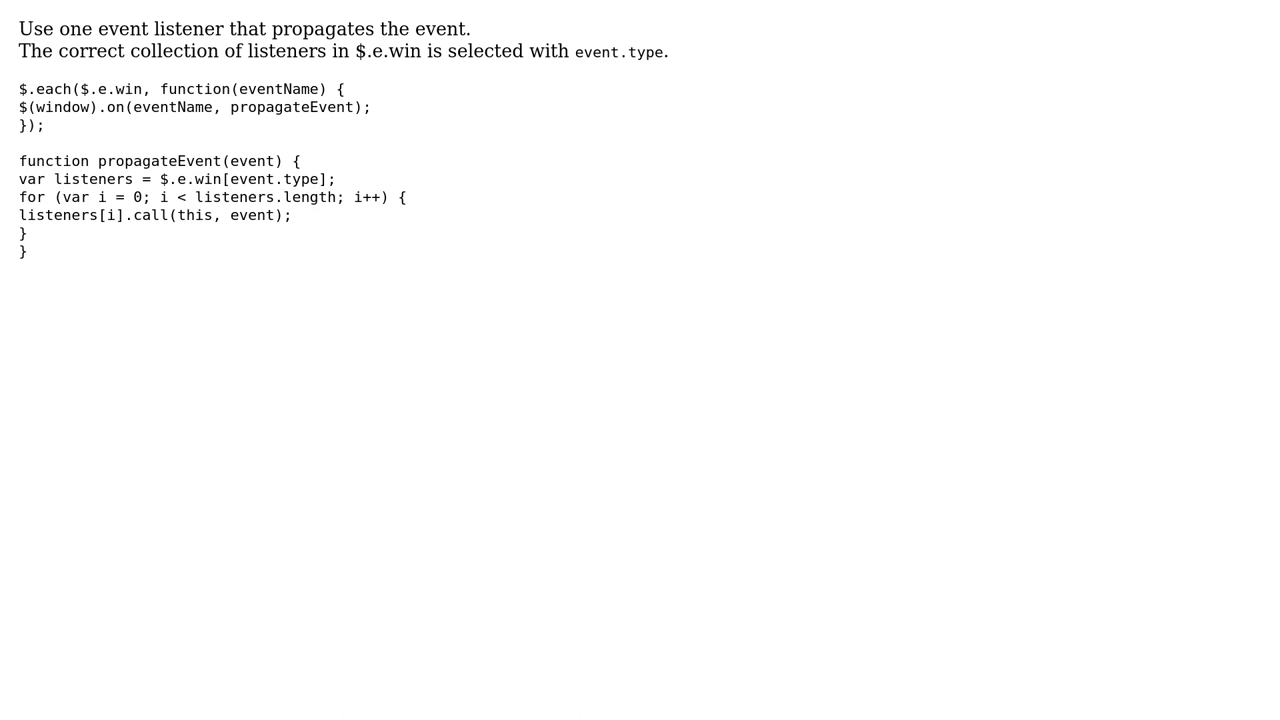 Use one event listener that propagates the event.
The correct collection of listeners in $.e.win is selected with event.type.
$.each($.e.win, function(eventName) {
$(window).on(eventName, propagateEvent);
});
function propagateEvent(event) {
var listeners = $.e.win[event.type];
for (var i = 0; i < listeners.length; i++) {
listeners[i].call(this, event);
}
}